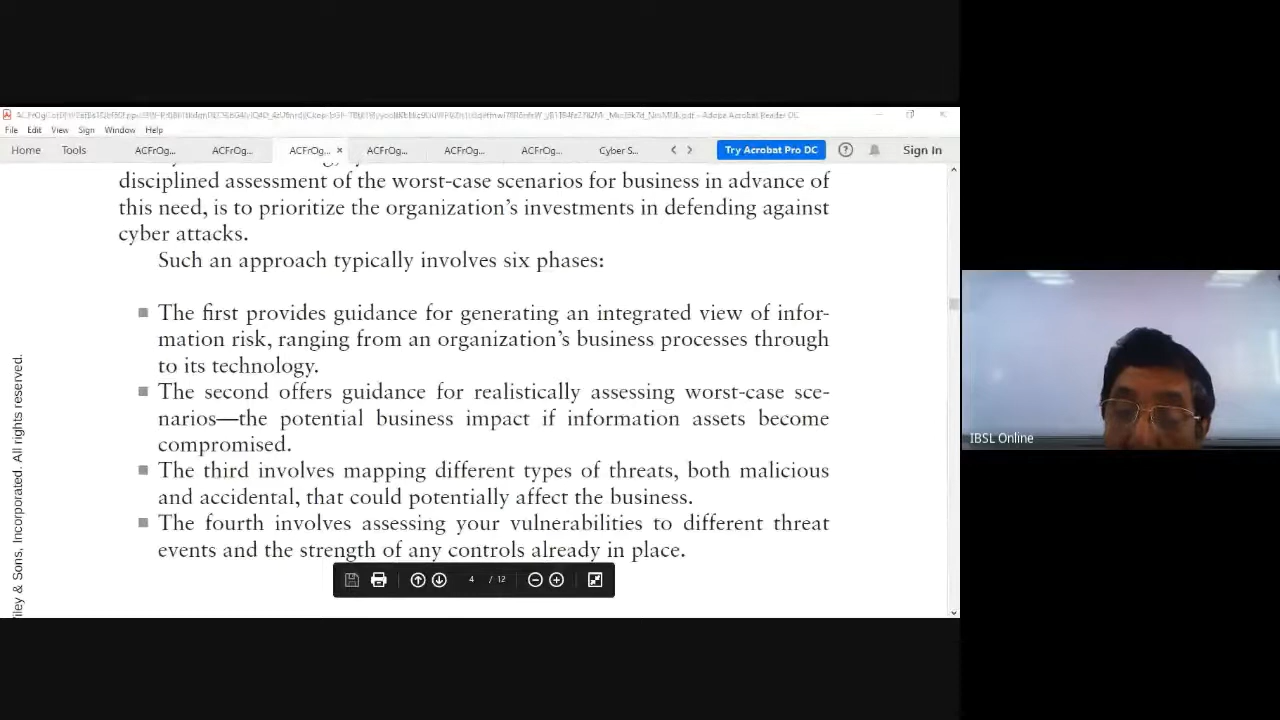 File Edit View Sign Window Help
Home Tools ACFrOg... ACFrOg... ACFrOg... × ACFrOg... ACFrOg... ACFrOg... Cyber S... Try Acrobat Pro DC Sign In
disciplined assessment of the worst-case scenarios for business in advance of
this need, is to prioritize the organization's investments in defending against
cyber attacks.
Such an approach typically involves six phases:
The first provides guidance for generating an integrated view of infor-
mation risk, ranging from an organization's business processes through
to its technology.
The second offers guidance for realistically assessing worst-case sce-
narios—the potential business impact if information assets become
compromised.
The third involves mapping different types of threats, both malicious
and accidental, that could potentially affect the business.
The fourth involves assessing your vulnerabilities to different threat
events and the strength of any controls already in place.
4 / 12
& Sons, Incorporated. All rights reserved.
IBSL Online